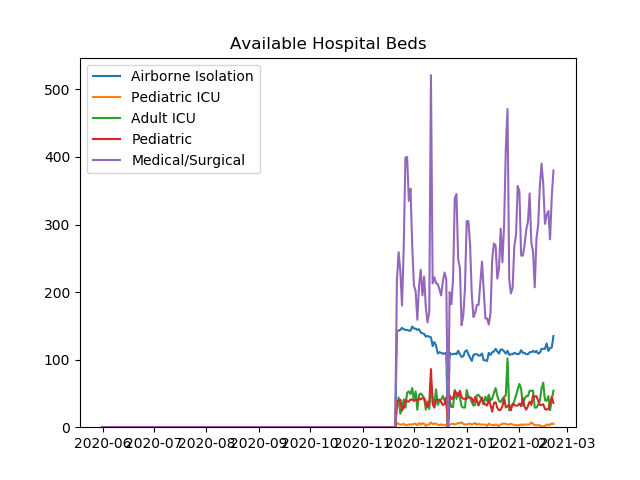 Available Hospital Beds
Airborne Isolation
Pediatric ICU
Adult ICU
Pediatric
Medical/Surgical
500
400
300
200
100
0
2020-06 2020-07 2020-08 2020-09 2020-10 2020-11 2020-12 2021-01 2021-02 2021-03